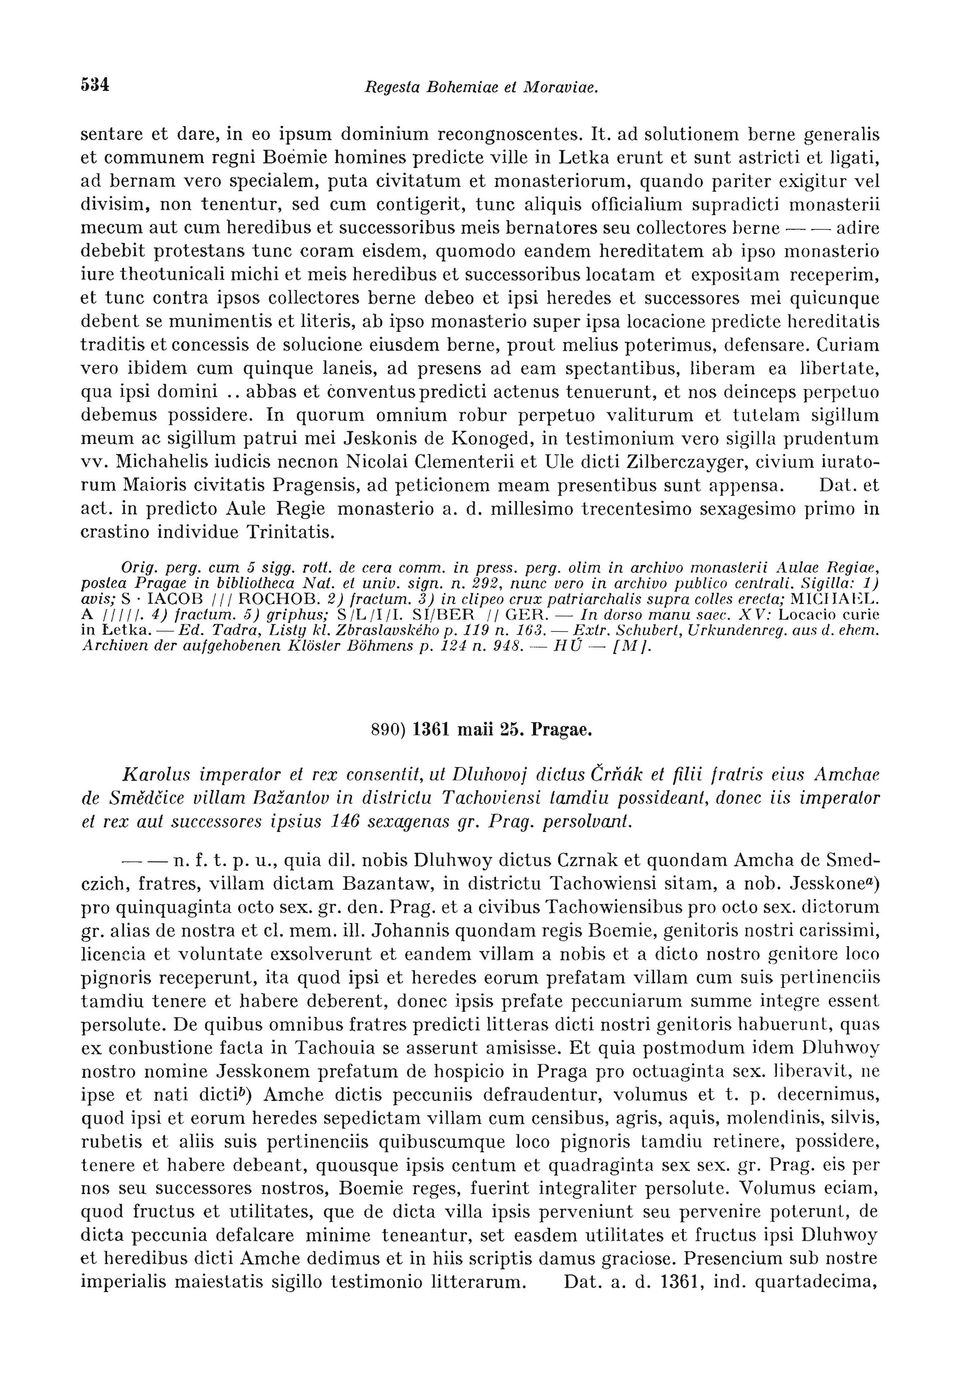 534
Regesta Bohemiae et Moraviae.
sentare et dare, in eo ipsum dominium recongnoscentes. It. ad solutionem berne generalis
et communem regni Boemie homines predicte ville in Letka erunt et sunt astricti et ligati,
ad bernam vero specialem, puta civitatum et monasteriorum, quando pariter exigitur vel
divisim, non tenentur, sed cum contigerit, tunc aliquis officialium supradicti monasterii
mecum aut cum heredibus et successoribus meis bernatores seu collectores berne — — adire
debebit protestans tunc coram eisdem, quomodo eandem hereditatem ab ipso monasterio
iure theotunicali michi et meis heredibus et successoribus locatam et expositam receperim,
et tunc contra ipsos collectores berne debeo et ipsi heredes et successores mei quicunque
debent se munimentis et literis, ab ipso monasterio super ipsa locacione predicte hereditatis
traditis et concessis de solucione eiusdem berne, prout melius poterimus, defensare. Curiam
vero ibidem cum quinque laneis, ad presens ad eam spectantibus, liberam ea libertate,
qua ipsi domini .. abbas et conventus predicti actenus tenuerunt, et nos deinceps perpetuo
debemus possidere. In quorum omnium robur perpetuo valiturum et tutelam sigillum
meum ac sigillum patrui mei Jeskonis de Konoged, in testimonium vero sigilla prudentum
vv. Michahelis iudicis necnon Nicolai Clementerii et Ule dicti Zilberczayger, civium iurato-
rum Maioris civitatis Pragensis, ad peticionem meam presentibus sunt appensa. Dat. et
act. in predicto Aule Regie monasterio a. d. millesimo trecentesimo sexagesimo primo in
crastino individue Trinitatis.
Orig. perg. cum 5 sigg. rott. de cera comm. in press. perg. olim in archivo monasterii Aulae Regiae,
postea Pragae in bibliotheca Nat. et univ. sign. n. 292, nunc vero in archivo publico centrali. Sigilla: 1)
avis; S · IACOB /// ROCHOB. 2) fractum. 3) in clipeo crux patriarchalis supra colles erecta; MICHAEL.
A /////. 4) fractum. 5) griphus; S/L/I/I. SI/BER // GER. — In dorso manu saec. XV: Locacio curie
in Łetka. — Ed. Tadra, Listy kl. Zbraslavského p. 119 n. 163. — Extr. Schubert, Urkundenreg. aus d. ehem.
Archiven der aufgehobenen Klöster Böhmens p. 124 n. 948. — HÚ — [M].
890) 1361 maii 25. Pragae.
Karolus imperator et rex consentit, ut Dluhovoj dictus Črňák et filii fratris eius Amchae
de Smědčice villam Bažantov in districtu Tachoviensi tamdiu possideant, donec iis imperator
et rex aut successores ipsius 146 sexagenas gr. Prag. persolvant.
— — n. f. t. p. u., quia dil. nobis Dluhwoy dictus Czrnak et quondam Amcha de Smed-
czich, fratres, villam dictam Bazantaw, in districtu Tachowiensi sitam, a nob. Jesskone a)
pro quinquaginta octo sex. gr. den. Prag. et a civibus Tachowiensibus pro octo sex. dictorum
gr. alias de nostra et cl. mem. ill. Johannis quondam regis Boemie, genitoris nostri carissimi,
licencia et voluntate exsolverunt et eandem villam a nobis et a dicto nostro genitore loco
pignoris receperunt, ita quod ipsi et heredes eorum prefatam villam cum suis pertinenciis
tamdiu tenere et habere deberent, donec ipsis prefate peccuniarum summe integre essent
persolute. De quibus omnibus fratres predicti litteras dicti nostri genitoris habuerunt, quas
ex conbustione facta in Tachouia se asserunt amisisse. Et quia postmodum idem Dluhwoy
nostro nomine Jesskonem prefatum de hospicio in Praga pro octuaginta sex. liberavit, ne
ipse et nati dicti b) Amche dictis peccuniis defraudentur, volumus et t. p. decernimus,
quod ipsi et eorum heredes sepedictam villam cum censibus, agris, aquis, molendinis, silvis,
rubetis et aliis suis pertinenciis quibuscumque loco pignoris tamdiu retinere, possidere,
tenere et habere debeant, quousque ipsis centum et quadraginta sex sex. gr. Prag. eis per
nos seu successores nostros, Boemie reges, fuerint integraliter persolute. Volumus eciam,
quod fructus et utilitates, que de dicta villa ipsis perveniunt seu pervenire poterunt, de
dicta peccunia defalcare minime teneantur, set easdem utilitates et fructus ipsi Dluhwoy
et heredibus dicti Amche dedimus et in hiis scriptis damus graciose. Presencium sub nostre
imperialis maiestatis sigillo testimonio litterarum. Dat. a. d. 1361, ind. quartadecima,